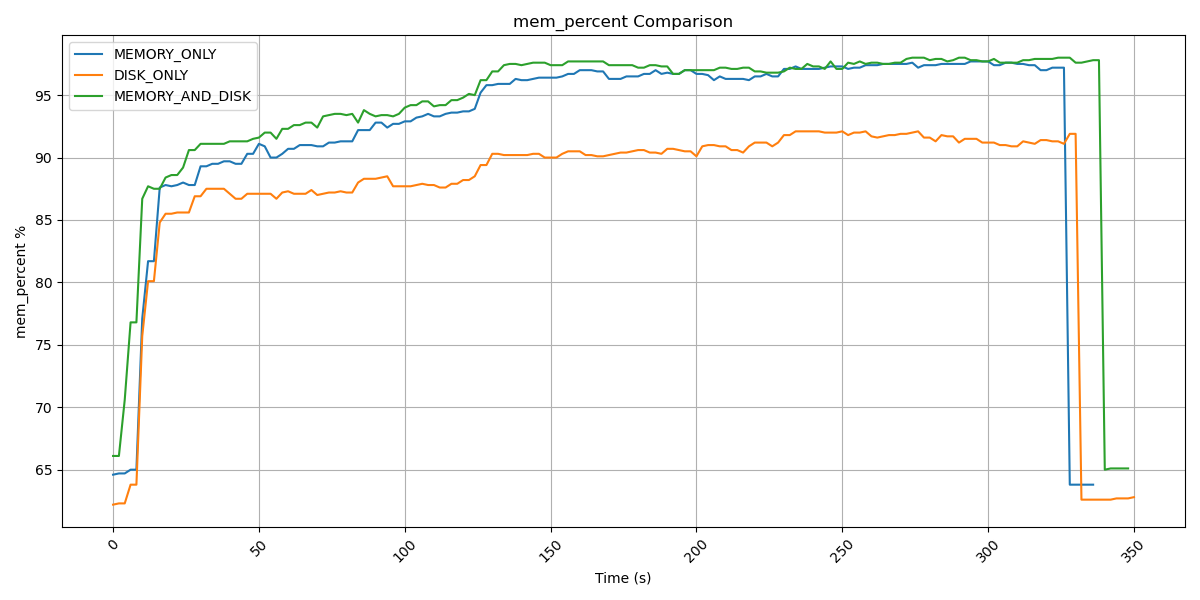 mem_percent Comparison
MEMORY_ONLY
DISK_ONLY
MEMORY_AND_DISK
mem_percent %
95
90
85
80
75
70
65
0
50
100
150
200
250
300
350
Time (s)